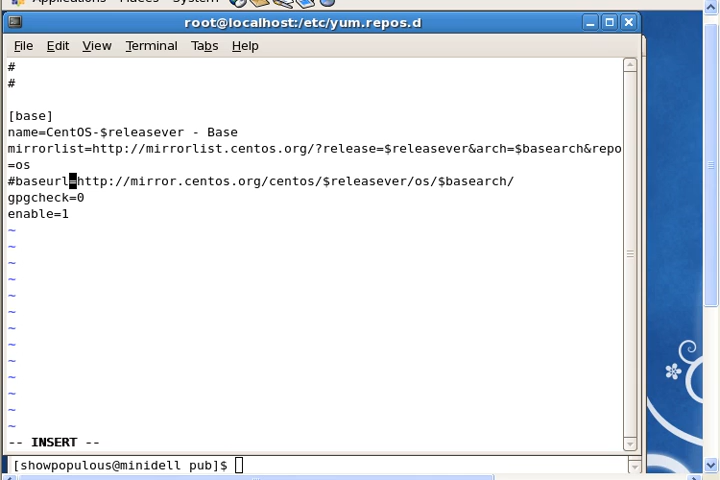 Applications Places System
root@localhost:/etc/yum.repos.d
File Edit View Terminal Tabs Help
#
#
[base]
name=CentOS-$releasever - Base
mirrorlist=http://mirrorlist.centos.org/?release=$releasever&arch=$basearch&repo
=os
#baseurl=http://mirror.centos.org/centos/$releasever/os/$basearch/
gpgcheck=0
enable=1
~
~
~
~
~
~
~
~
~
~
~
~
~
-- INSERT --
[showpopulous@minidell pub]$